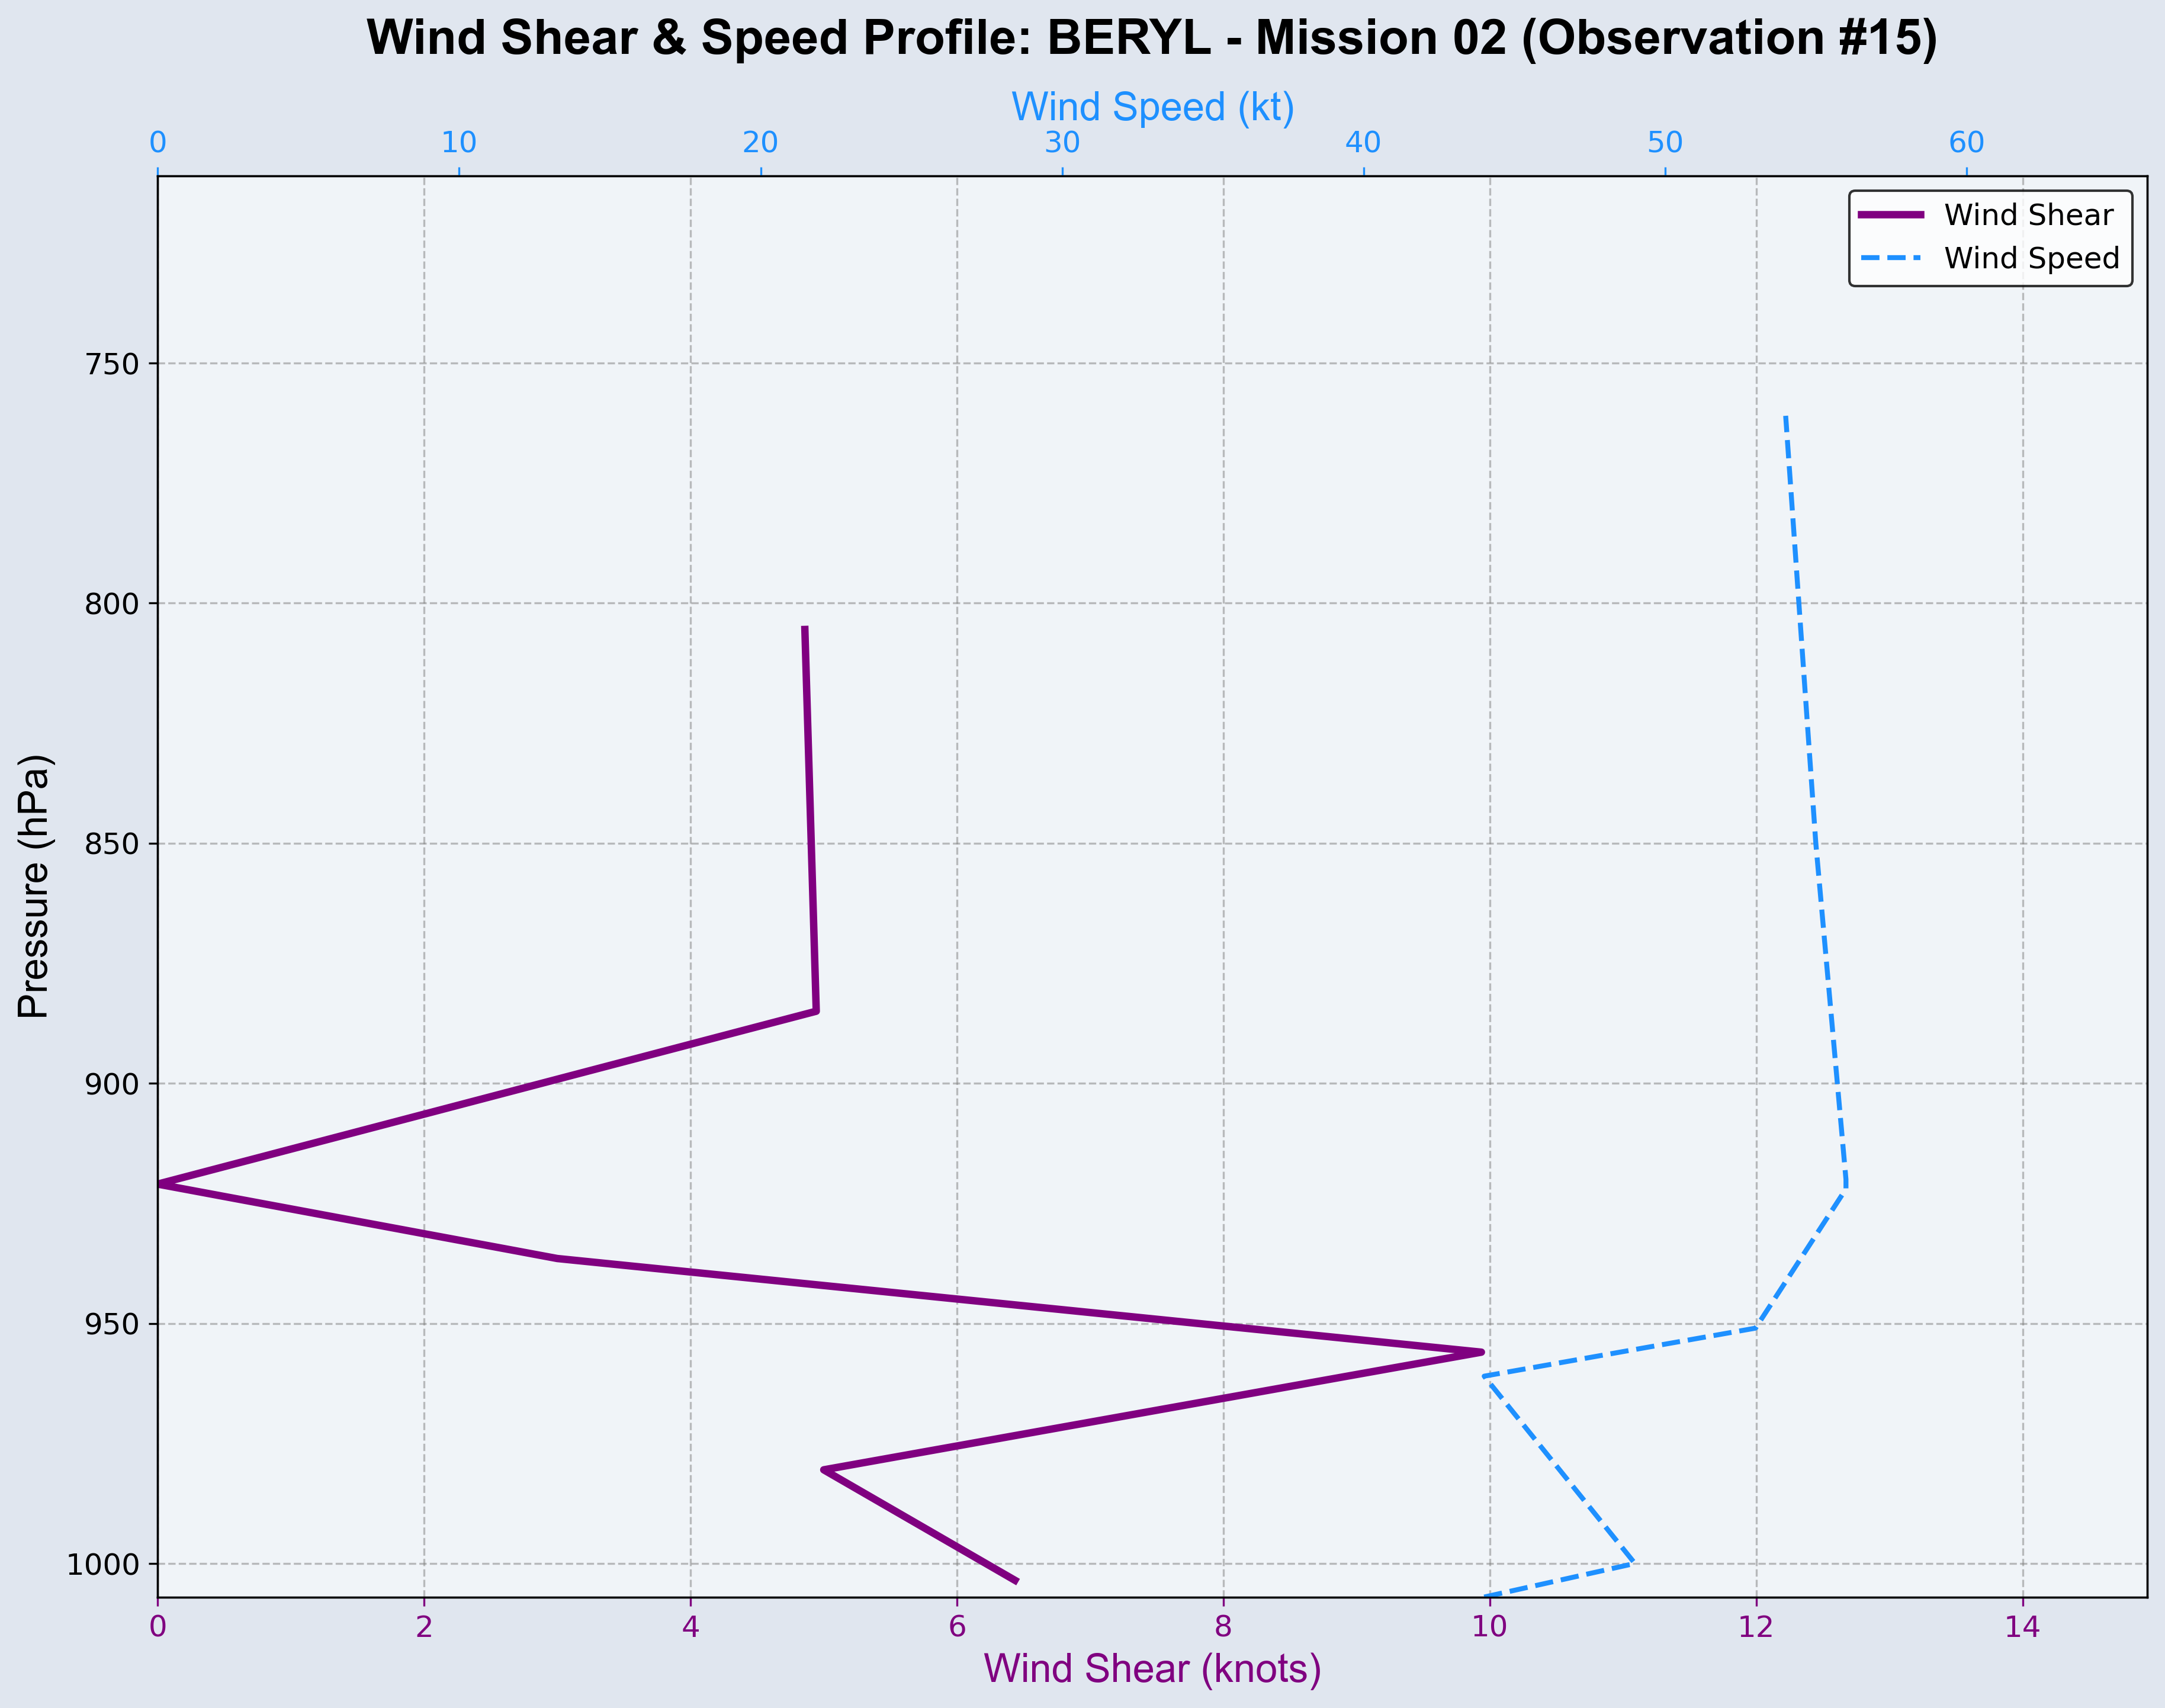 Wind Shear & Speed Profile: BERYL - Mission 02 (Observation #15)
Wind Speed (kt)
0 10 20 30 40 50 60
Wind Shear
Wind Speed
750
800
850
900
950
1000
Pressure (hPa)
0 2 4 6 8 10 12 14
Wind Shear (knots)